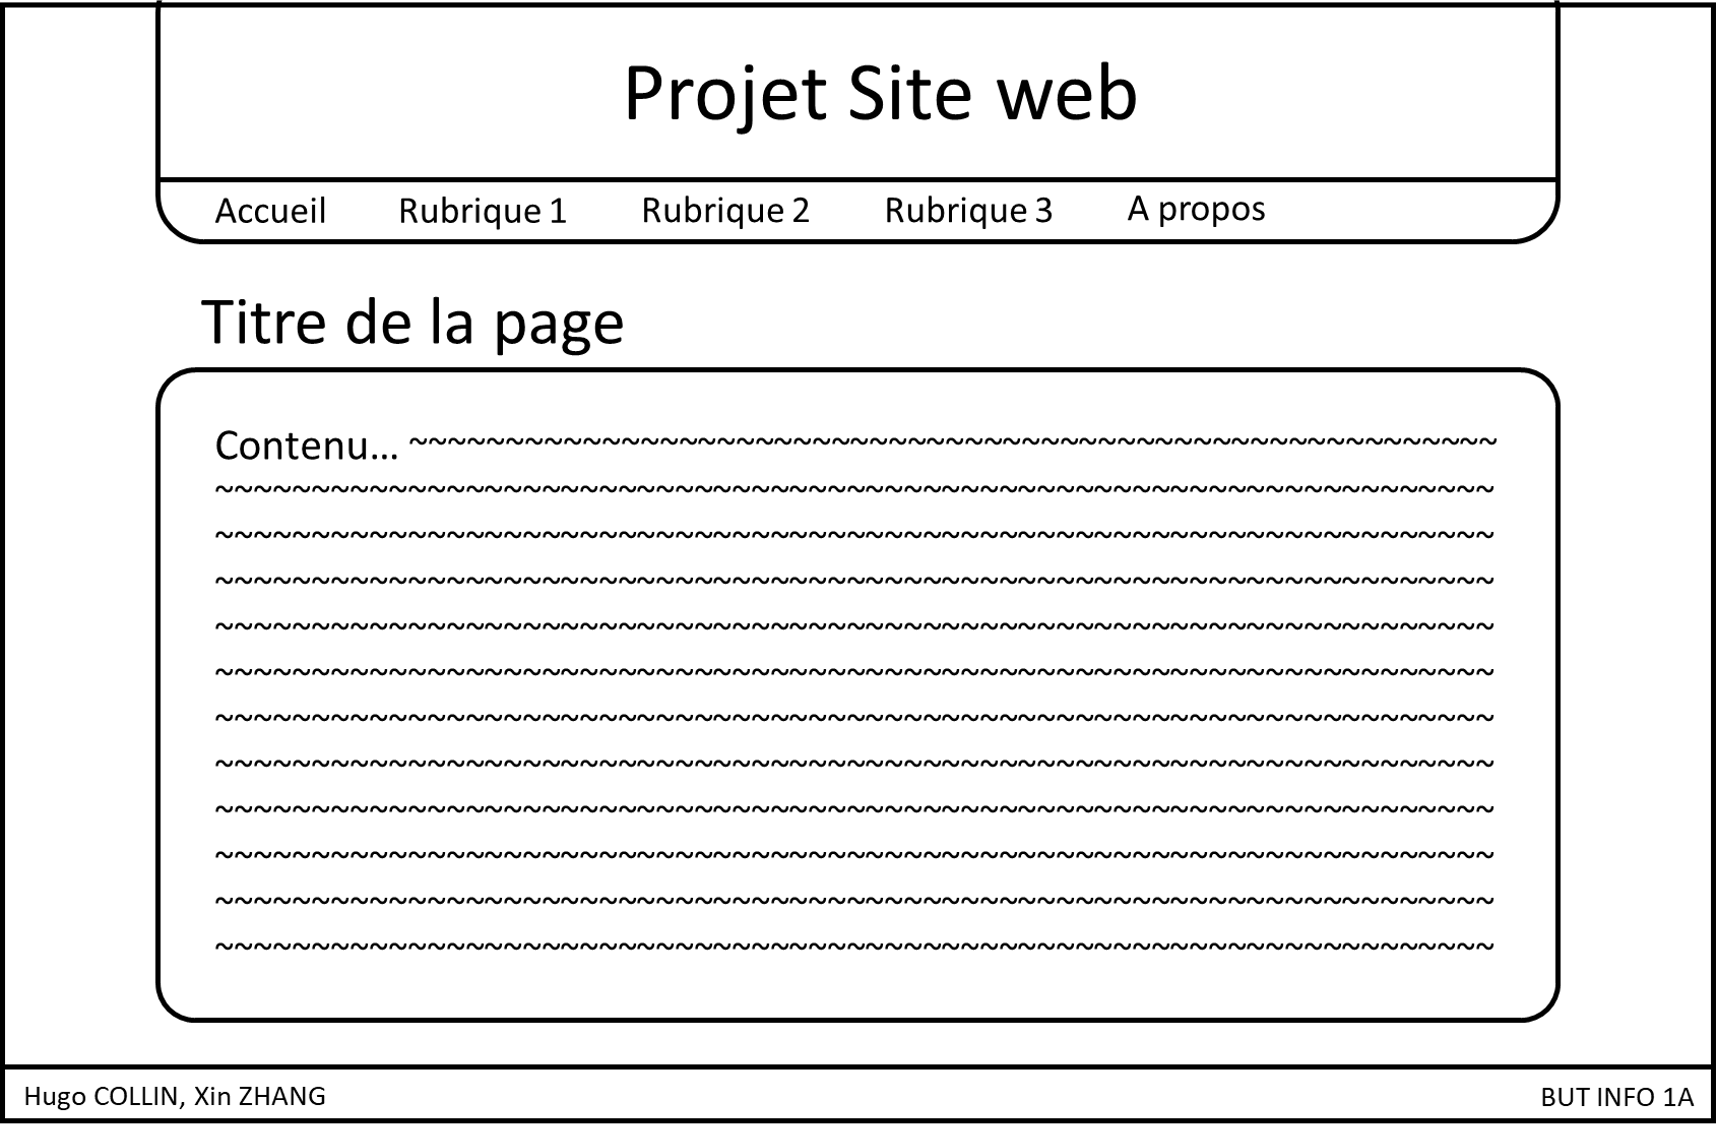 Projet Site web
Accueil Rubrique 1 Rubrique 2 Rubrique 3 A propos
Titre de la page
Contenu...
Hugo COLLIN, Xin ZHANG BUT INFO 1A